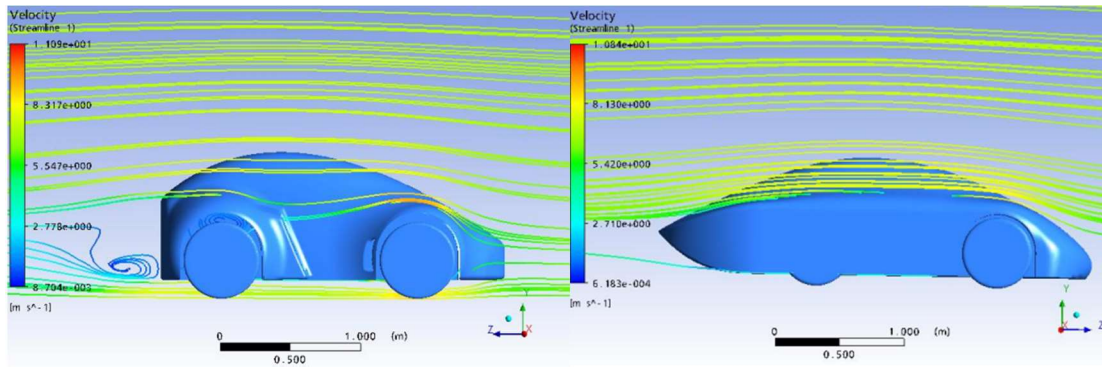 Velocity
(Streamline 1)
1.109e+001
8.317e+000
5.547e+000
2.778e+000
8.704e-003
[m s^-1]
0
1.000
(m)
0.500
Y
Z
X
Velocity
(Streamline 1)
1.084e+001
8.130e+000
5.420e+000
2.710e+000
6.183e-004
[m s^-1]
0
1.000
(m)
0.500
Y
X
Z